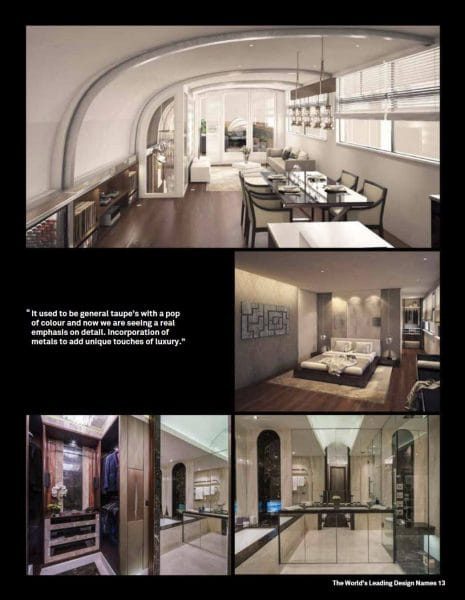 "It used to be general taupe's with a pop
of colour and now we are seeing a real
emphasis on detail. Incorporation of
metals to add unique touches of luxury."
The World's Leading Design Names 13